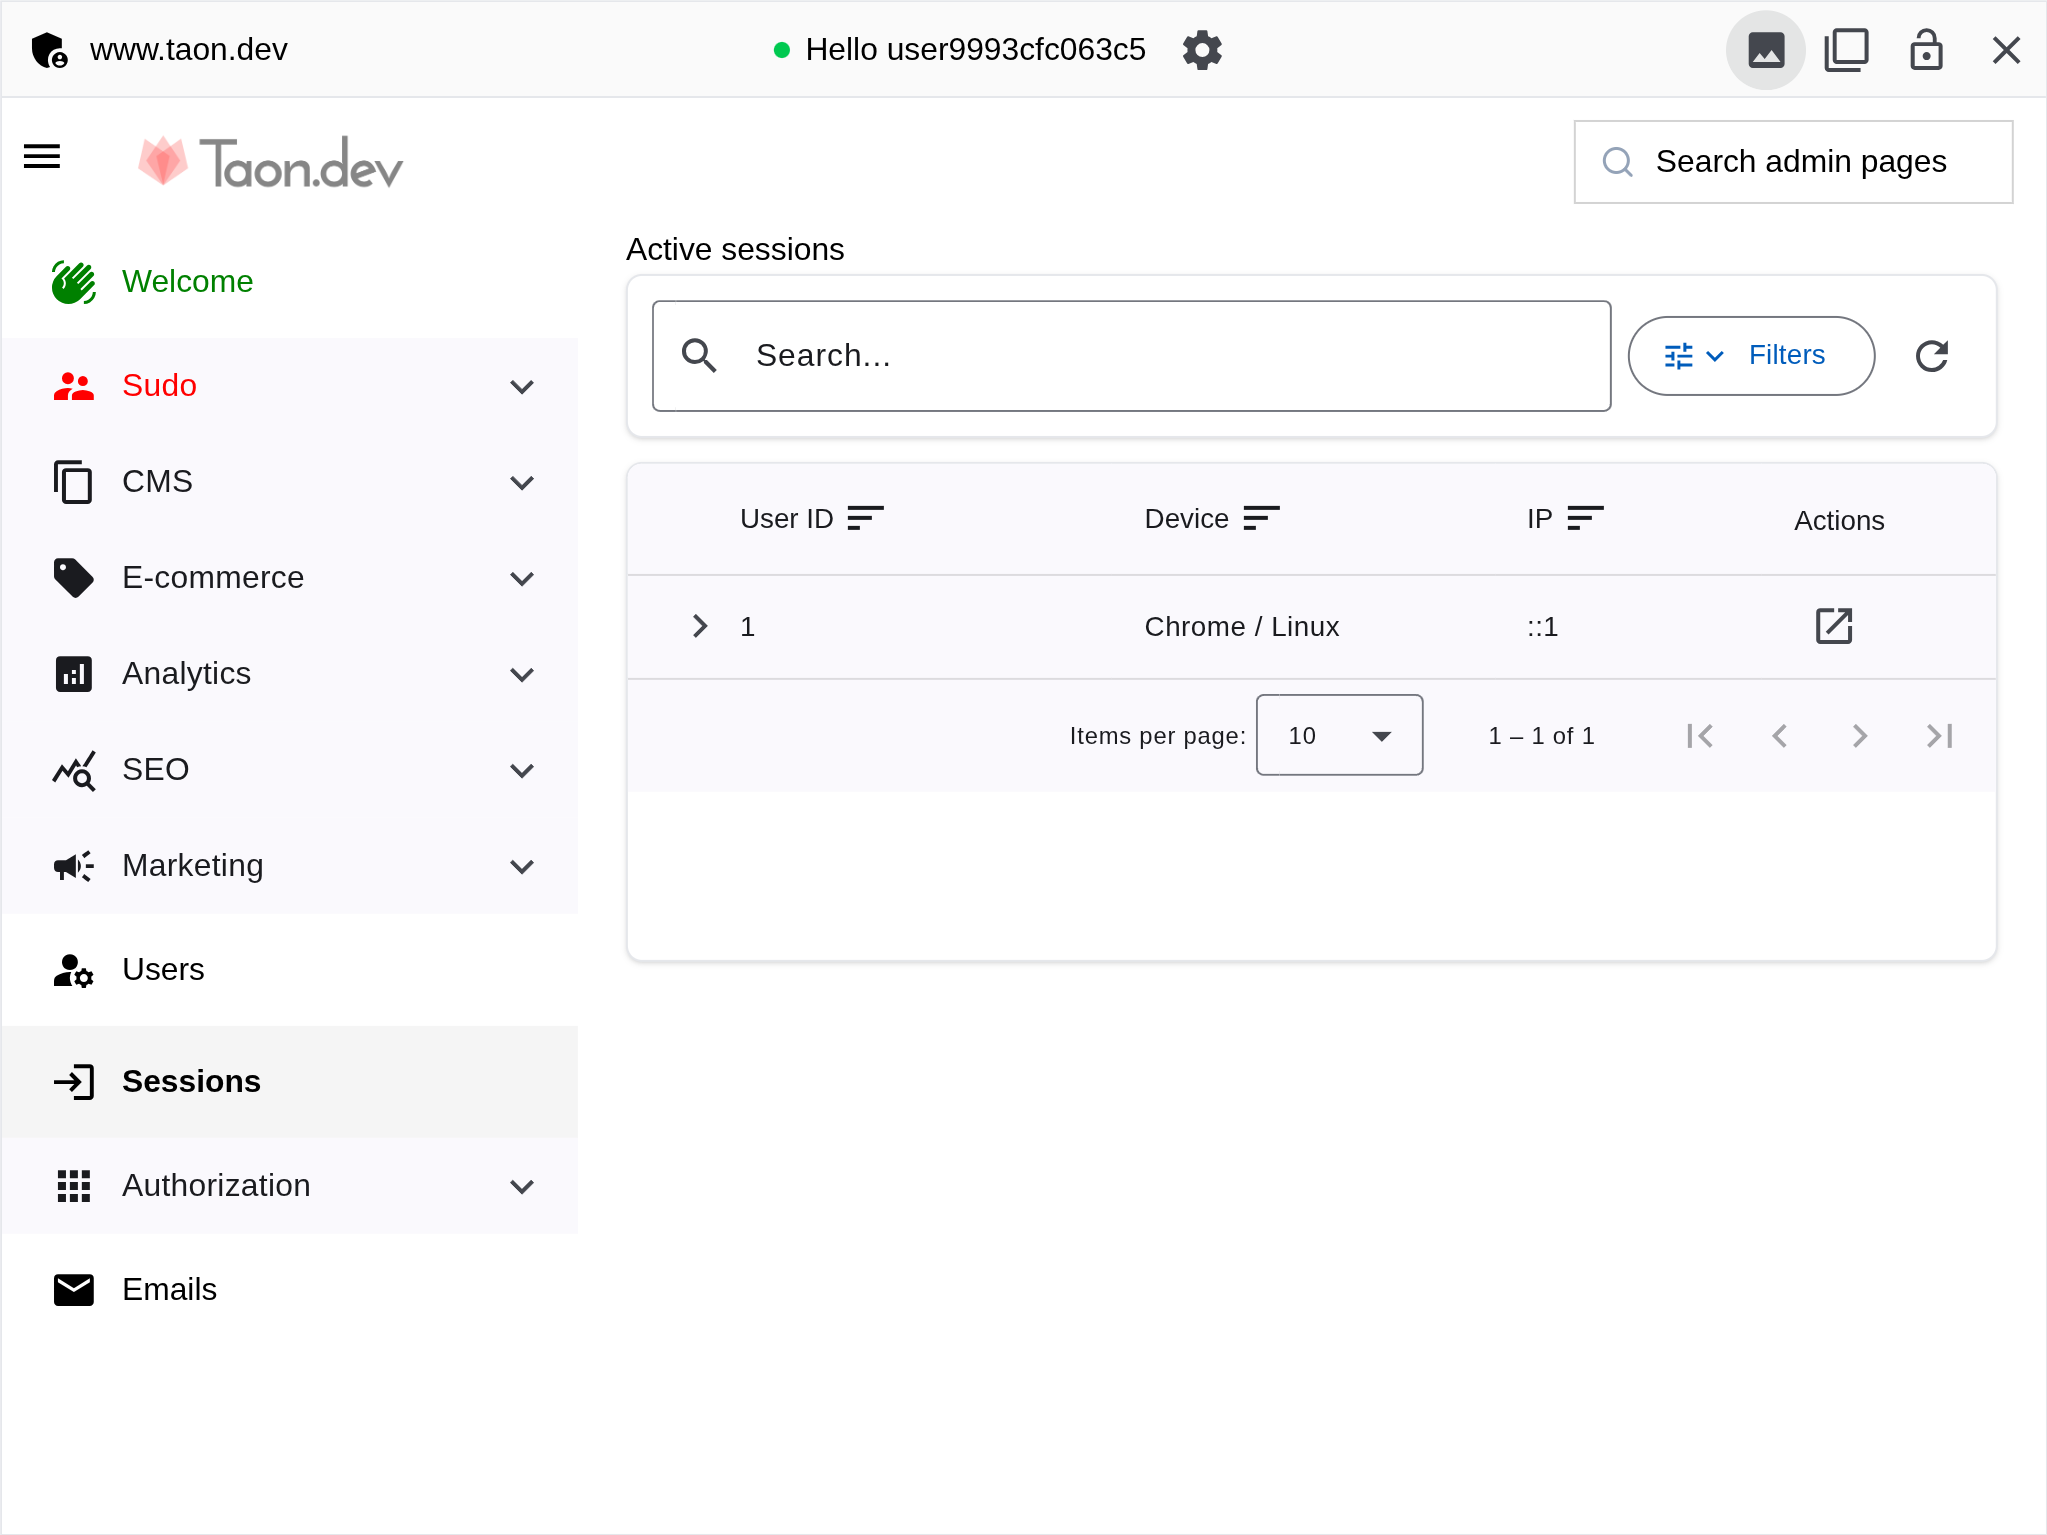 www.taon.dev
Hello user9993cfc063c5
Taon.dev
Search admin pages
Welcome
Sudo
CMS
E-commerce
Analytics
SEO
Marketing
Users
Sessions
Authorization
Emails
Active sessions
Search...
Filters
User ID Device IP Actions
1 Chrome / Linux ::1
Items per page: 10 1 – 1 of 1